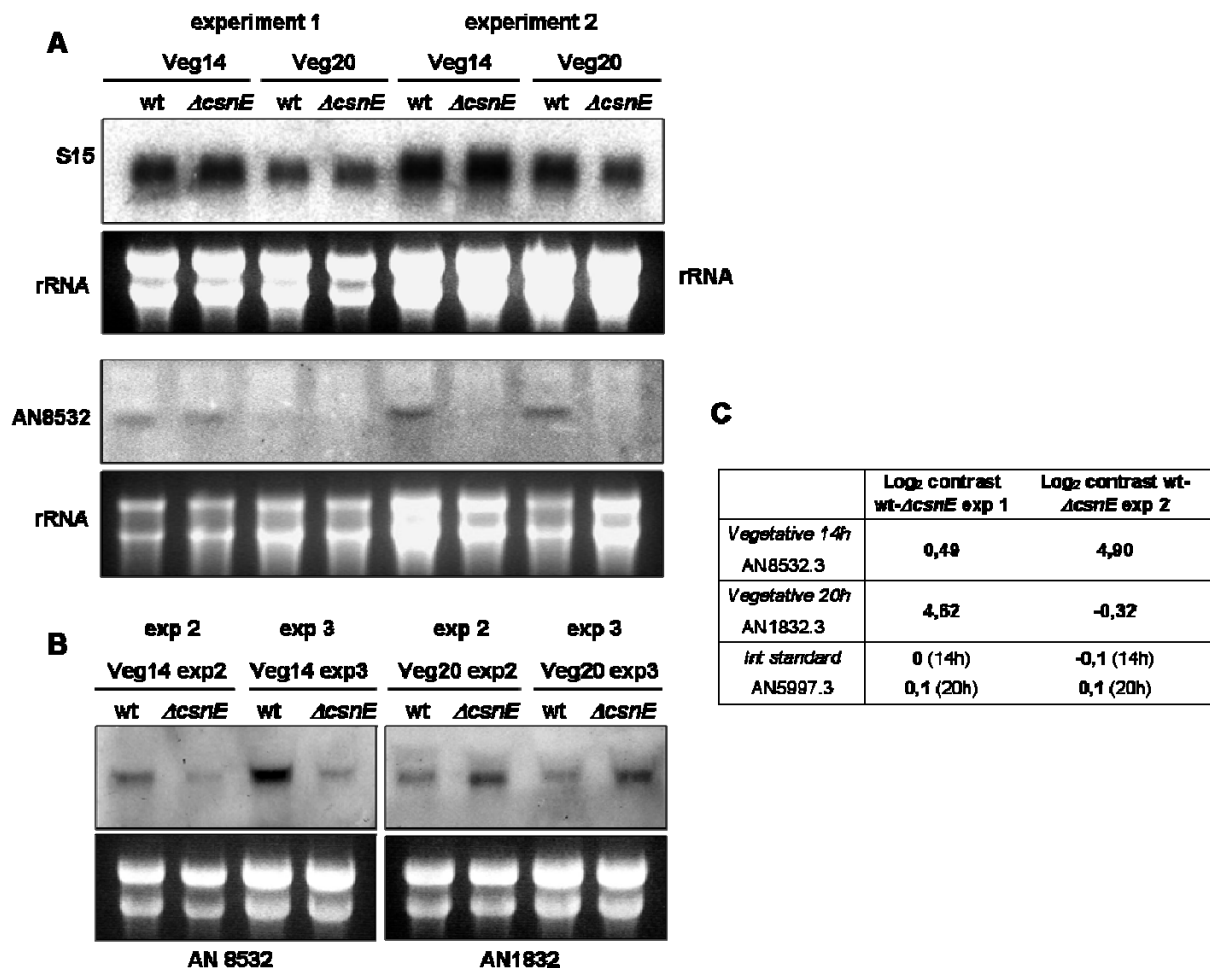 A
experiment 1 experiment 2
Veg14 Veg20 Veg14 Veg20
wt ΔcsnE wt ΔcsnE wt ΔcsnE wt ΔcsnE
S15
rRNA
rRNA
AN8532
rRNA
B
exp 2 exp 3 exp 2 exp 3
Veg14 exp2 Veg14 exp3 Veg20 exp2 Veg20 exp3
wt ΔcsnE wt ΔcsnE wt ΔcsnE wt ΔcsnE
AN 8532 AN1832
C
Log₂ contrast Log₂ contrast wt-
wt-ΔcsnE exp 1 ΔcsnE exp 2
Vegetative 14h
AN8532.3
0,49 4,90
Vegetative 20h
AN1832.3
4,62 -0,32
Int standard 0 (14h) -0,1 (14h)
AN5997.3 0,1 (20h) 0,1 (20h)